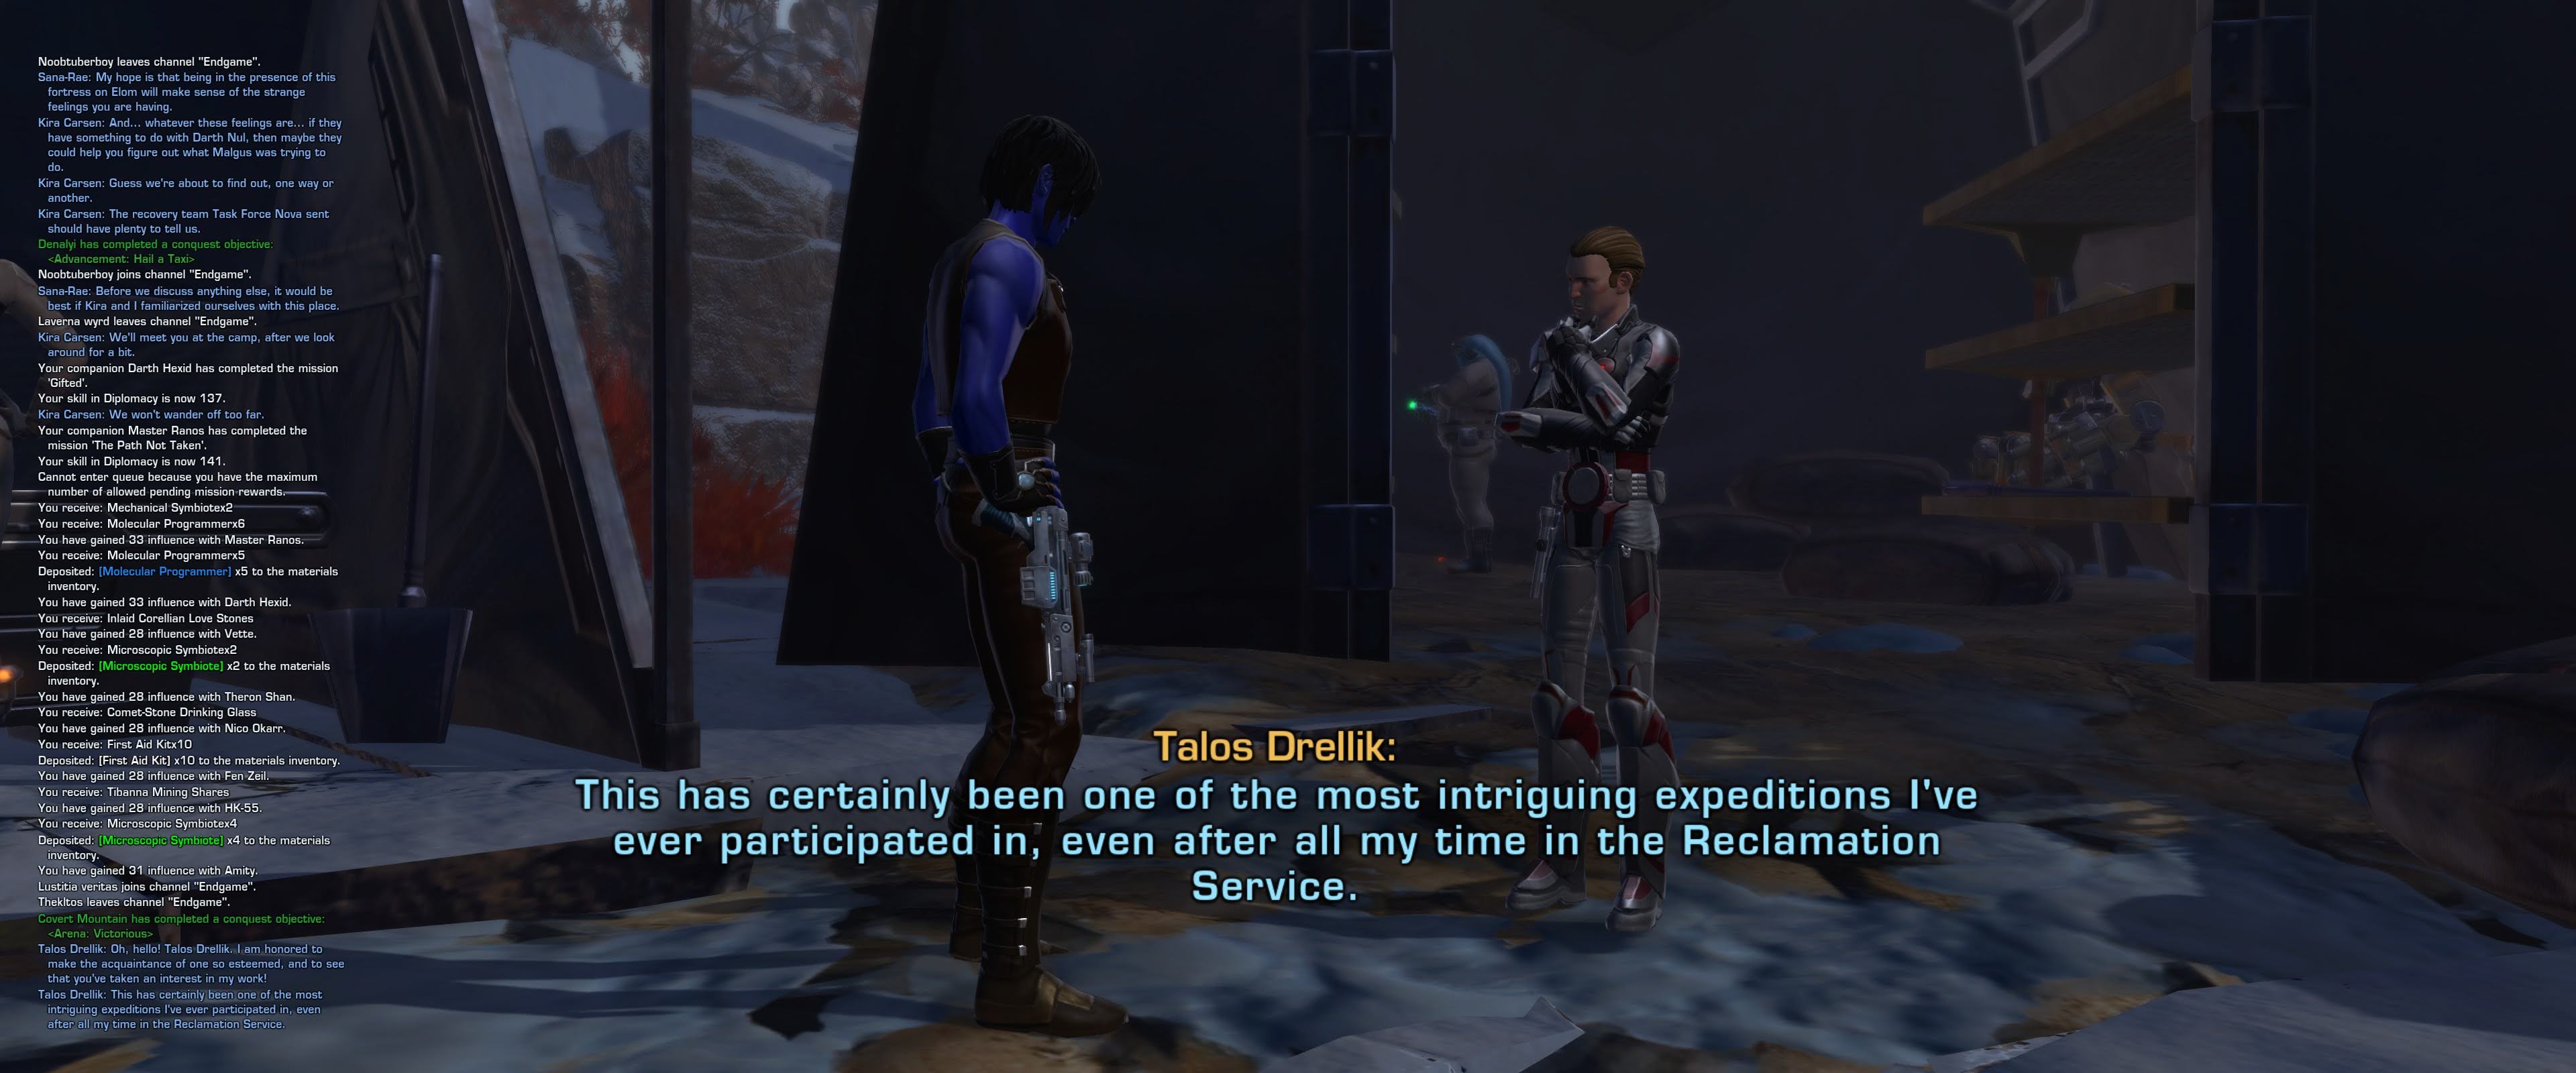 Noobtuberboy leaves channel "Endgame".
Sana-Rae: My hope is that being in the presence of this
fortress on Elom will make sense of the strange
feelings you are having.
Kira Carsen: And... whatever these feelings are... if they
have something to do with Darth Nul, then maybe they
could help you figure out what Malgus was trying to
do.
Kira Carsen: Guess we're about to find out, one way or
another.
Kira Carsen: The recovery team Task Force Nova sent
should have plenty to tell us.
Denalyi has completed a conquest objective:
<Advancement: Hail a Taxi>
Noobtuberboy joins channel "Endgame".
Sana-Rae: Before we discuss anything else, it would be
best if Kira and I familiarized ourselves with this place.
Laverna wyrd leaves channel "Endgame".
Kira Carsen: We'll meet you at the camp, after we look
around for a bit.
Your companion Darth Hexid has completed the mission
'Gifted'.
Your skill in Diplomacy is now 137.
Kira Carsen: We won't wander off too far.
Your companion Master Ranos has completed the
mission 'The Path Not Taken'.
Your skill in Diplomacy is now 141.
Cannot enter queue because you have the maximum
number of allowed pending mission rewards.
You receive: Mechanical Symbiotex2
You receive: Molecular Programmerx6
You have gained 33 influence with Master Ranos.
You receive: Molecular Programmerx5
Deposited: [Molecular Programmer] x5 to the materials
inventory.
You have gained 33 influence with Darth Hexid.
You receive: Inlaid Corellian Love Stones
You have gained 28 influence with Vette.
You receive: Microscopic Symbiotex2
Deposited: [Microscopic Symbiote] x2 to the materials
inventory.
You have gained 28 influence with Theron Shan.
You receive: Comet-Stone Drinking Glass
You have gained 28 influence with Nico Okarr.
You receive: First Aid Kitx10
Deposited: [First Aid Kit] x10 to the materials inventory.
You have gained 28 influence with Fen Zeil.
You receive: Tibanna Mining Shares
You have gained 28 influence with HK-55.
You receive: Microscopic Symbiotex4
Deposited: [Microscopic Symbiote] x4 to the materials
inventory.
You have gained 31 influence with Amity.
Lustitia veritas joins channel "Endgame".
Thekltos leaves channel "Endgame".
Covert Mountain has completed a conquest objective:
<Arena: Victorious>
Talos Drellik: Oh, hello! Talos Drellik. I am honored to
make the acquaintance of one so esteemed, and to see
that you've taken an interest in my work!
Talos Drellik: This has certainly been one of the most
intriguing expeditions I've ever participated in, even
after all my time in the Reclamation Service.
Talos Drellik:
This has certainly been one of the most intriguing expeditions I've
ever participated in, even after all my time in the Reclamation
Service.